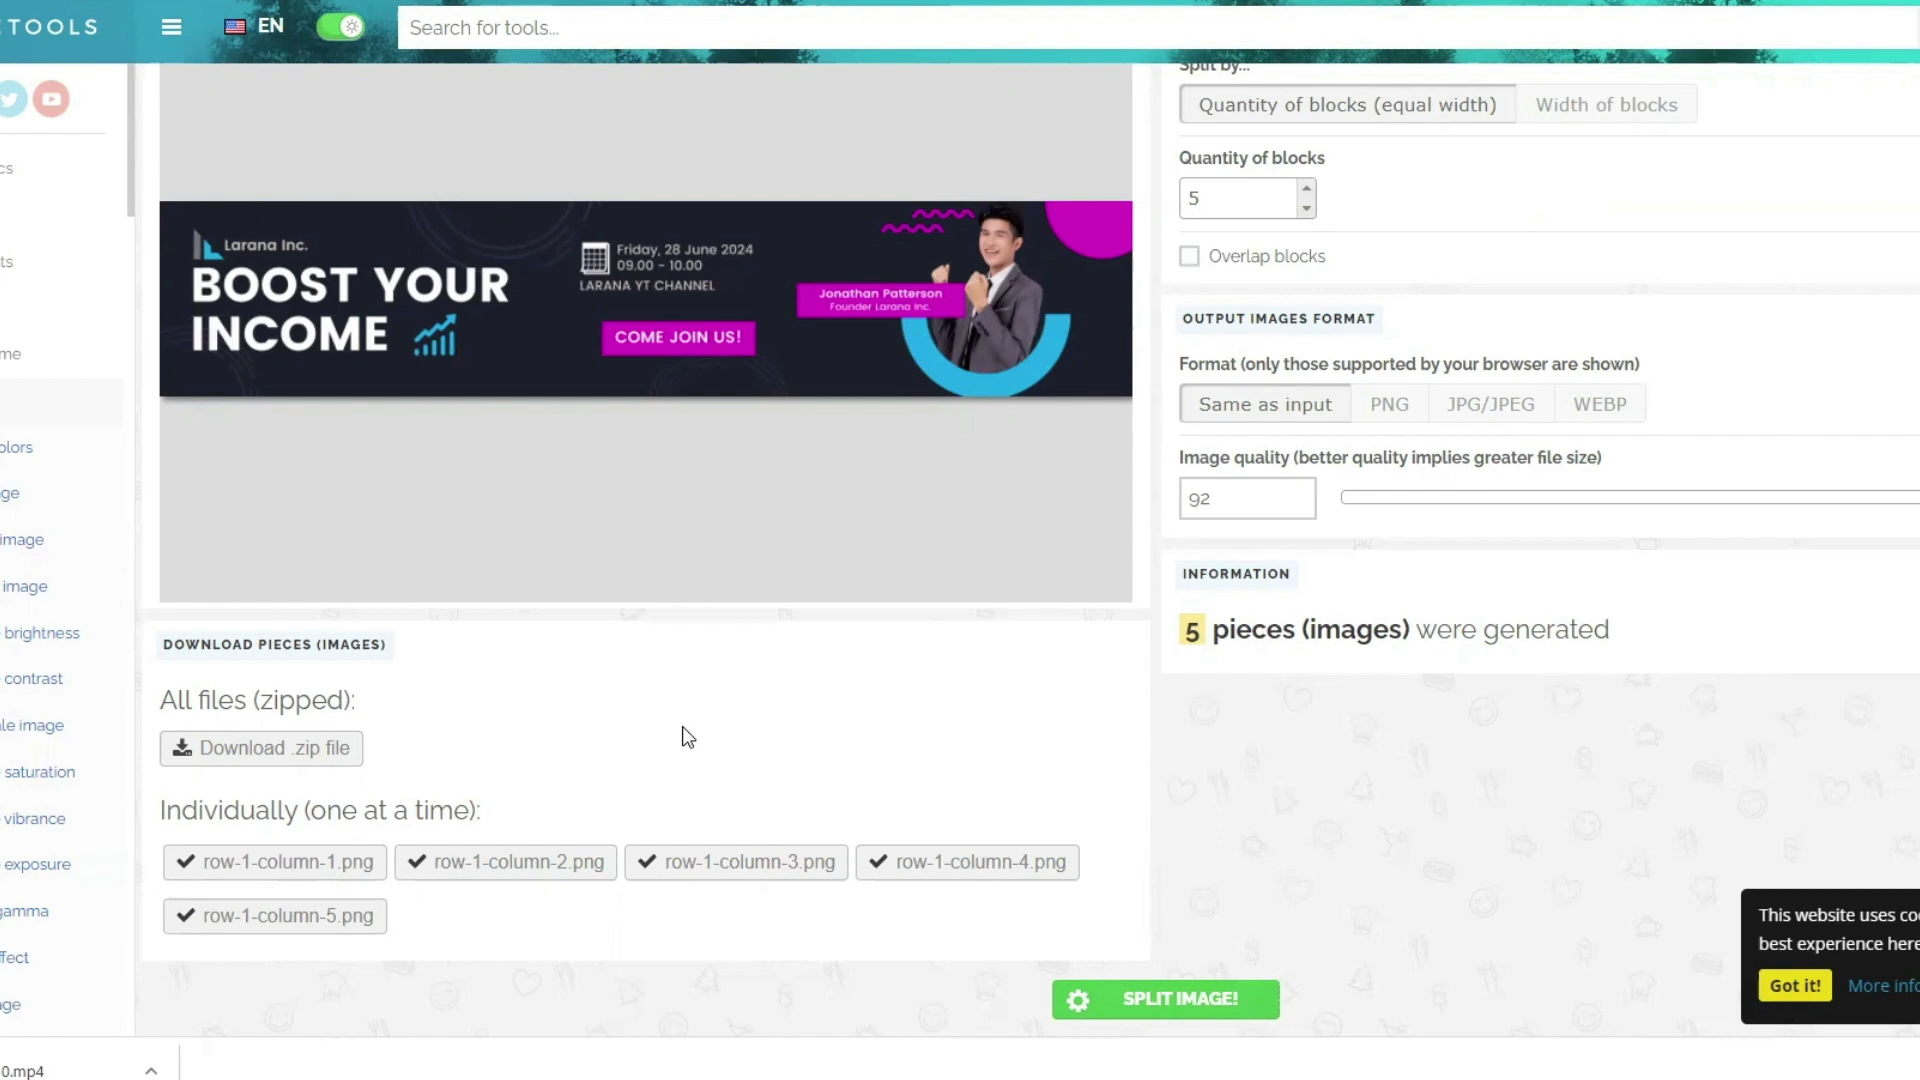 TOOLS
EN
Search for tools...
Split by...
Quantity of blocks (equal width)
Width of blocks
Quantity of blocks
5
Overlap blocks
OUTPUT IMAGES FORMAT
Format (only those supported by your browser are shown)
Same as input
PNG
JPG/JPEG
WEBP
Image quality (better quality implies greater file size)
92
INFORMATION
5 pieces (images) were generated
Larana Inc.
BOOST YOUR
INCOME
Friday, 28 June 2024
09.00 - 10.00
LARANA YT CHANNEL
COME JOIN US!
Jonathan Patterson
Founder Larana Inc.
cs
ts
me
olors
ge
image
image
brightness
contrast
le image
saturation
vibrance
exposure
gamma
ffect
ge
DOWNLOAD PIECES (IMAGES)
All files (zipped):
Download .zip file
Individually (one at a time):
row-1-column-1.png
row-1-column-2.png
row-1-column-3.png
row-1-column-4.png
row-1-column-5.png
SPLIT IMAGE!
This website uses co
best experience here
Got it!
More info
0.mp4